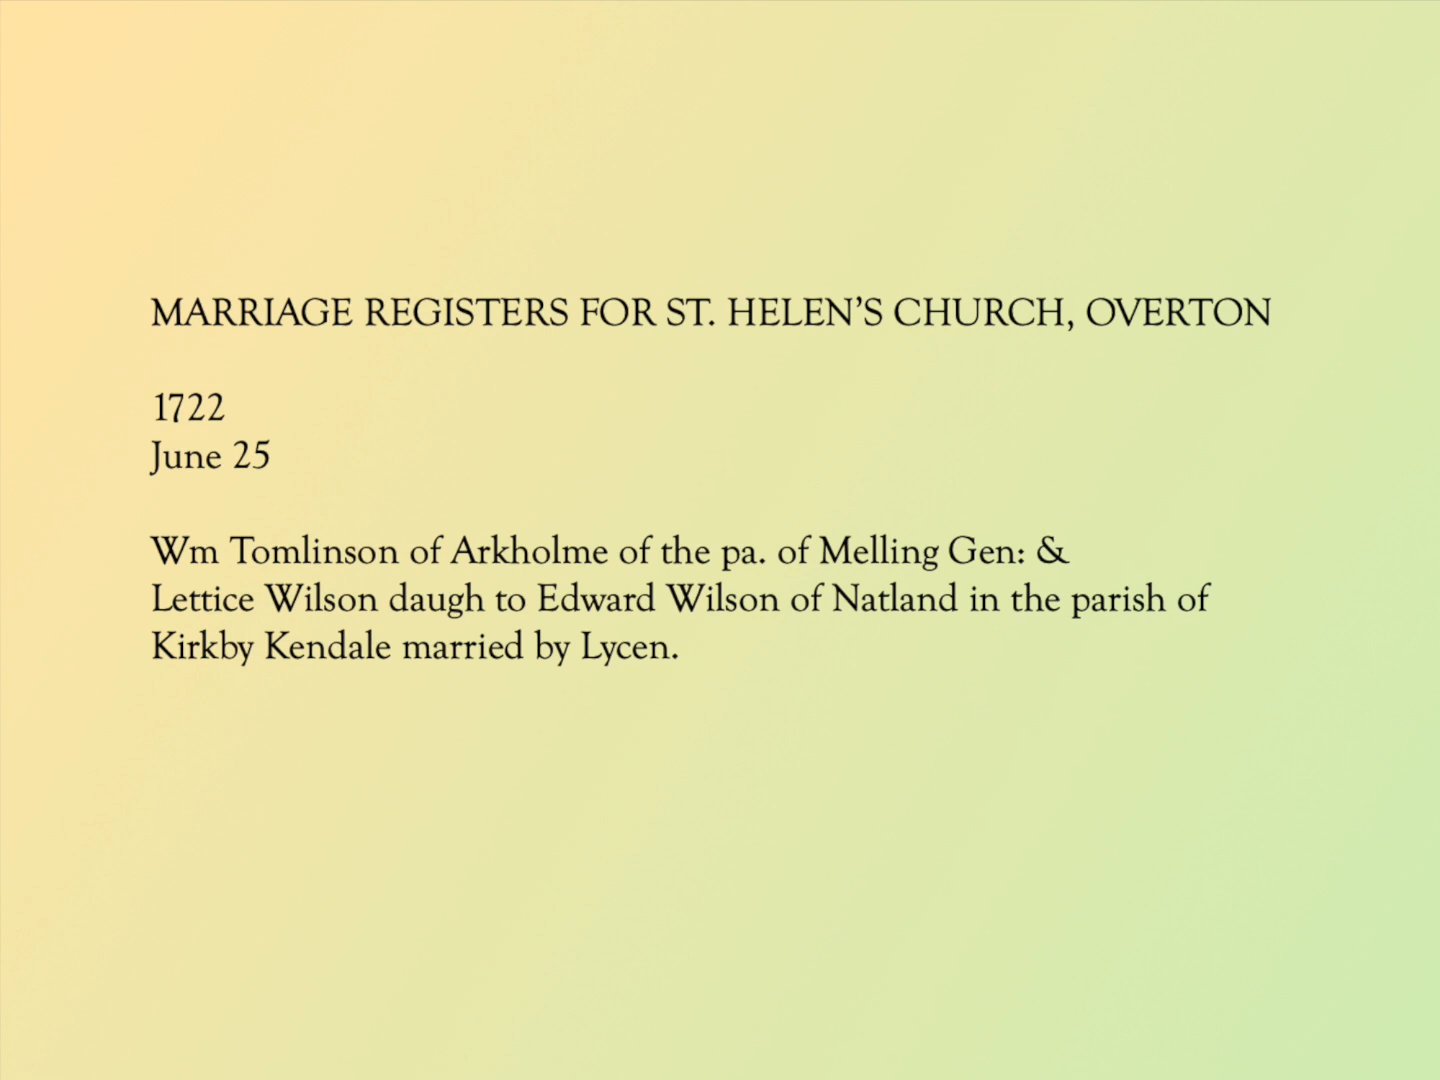 MARRIAGE REGISTERS FOR ST. HELEN’S CHURCH, OVERTON
1722
June 25
Wm Tomlinson of Arkholme of the pa. of Melling Gen: &
Lettice Wilson daugh to Edward Wilson of Natland in the parish of
Kirkby Kendale married by Lycen.